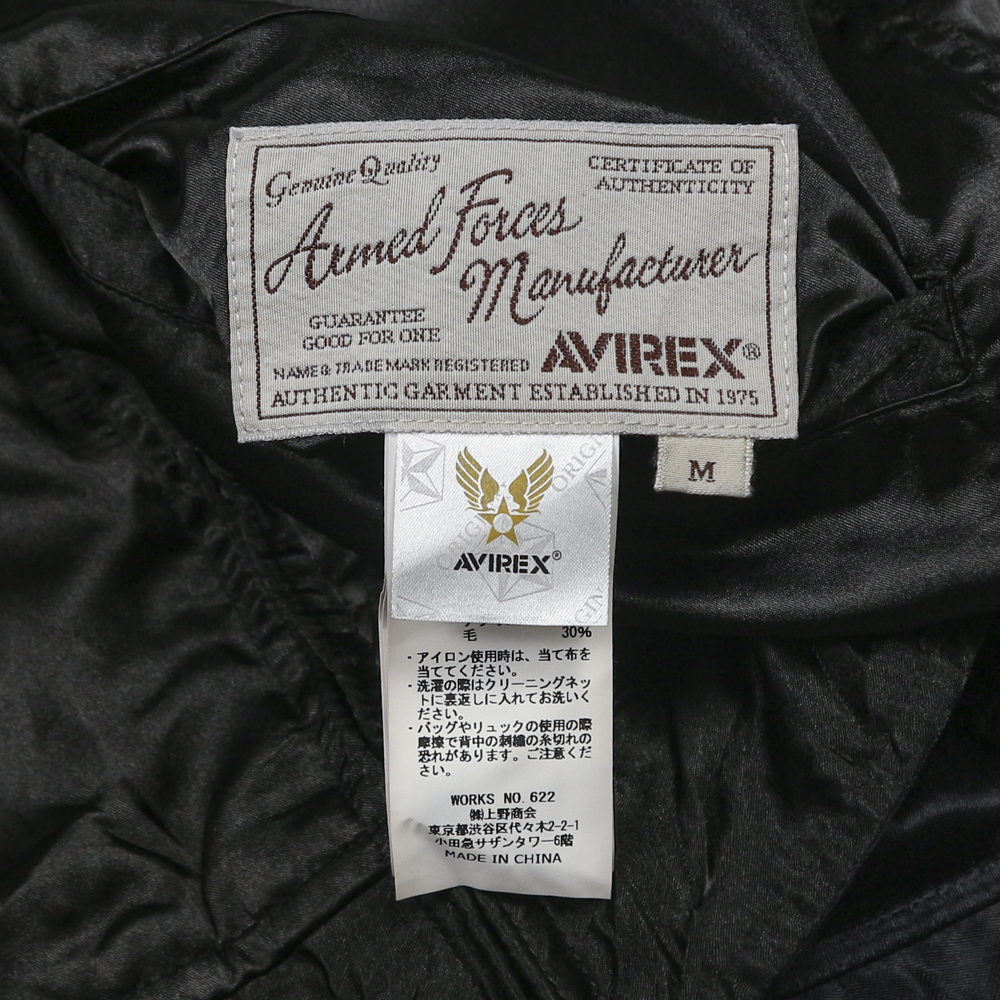 Genuine Quality
CERTIFICATE OF
AUTHENTICITY
Armed Forces
Manufacturer
GUARANTEE
GOOD FOR ONE
NAME & TRADE MARK REGISTERED
AVIREX®
AUTHENTIC GARMENT ESTABLISHED IN 1975
M
ORIGI
ORIGI
AVIREX®
GIN
毛 30%
・アイロン使用時は、当て布を
当ててください。
・洗濯の際はクリーニングネッ
トに裏返しに入れてお洗いく
ださい。
・バッグやリュックの使用の際
摩擦で背中の刺繍の糸切れの
恐れがあります。ご注意くだ
さい。
WORKS NO. 622
㈱上野商会
東京都渋谷区代々木2-2-1
小田急サザンタワー6階
MADE IN CHINA